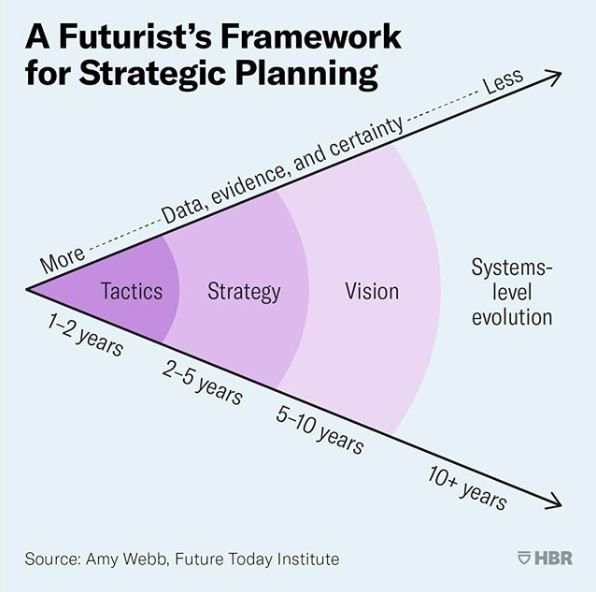 A Futurist's Framework
for Strategic Planning
More
Data, evidence, and certainty
Less
Tactics
Strategy
Vision
Systems-
level
evolution
1–2 years
2–5 years
5–10 years
10+ years
Source: Amy Webb, Future Today Institute
HBR